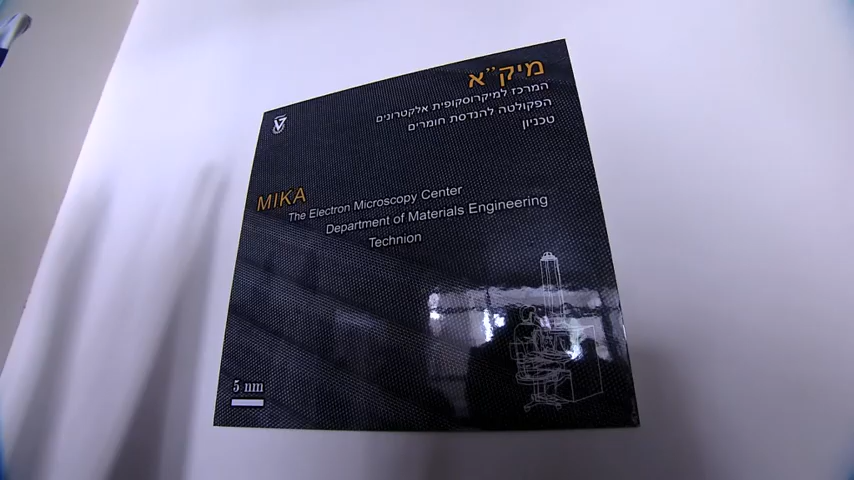 מיק"א
המרכז למיקרוסקופית אלקטרונים
הפקולטה להנדסת חומרים
טכניון
MIKA
The Electron Microscopy Center
Department of Materials Engineering
Technion
5 nm